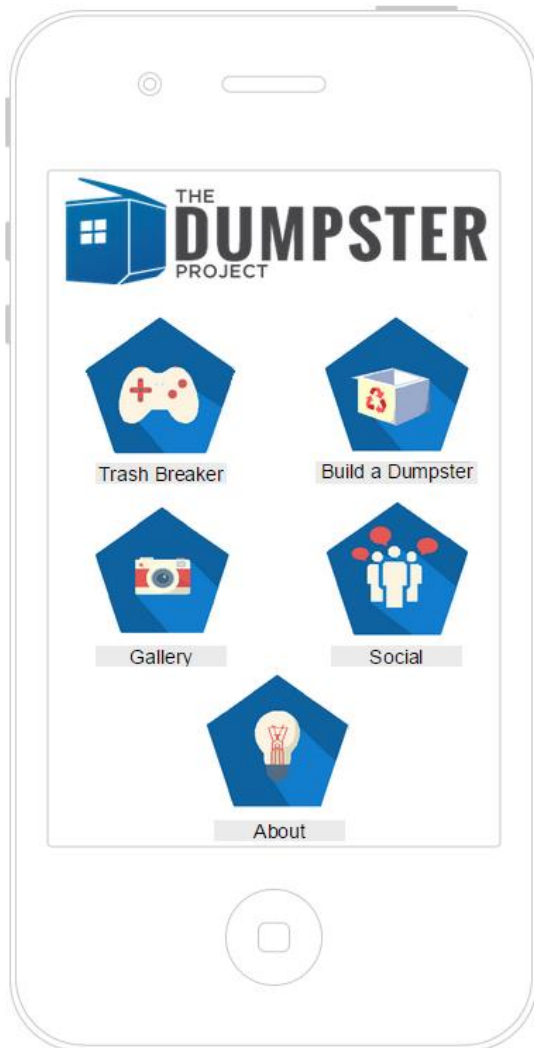 THE
DUMPSTER
PROJECT
Trash Breaker
Build a Dumpster
Gallery
Social
About